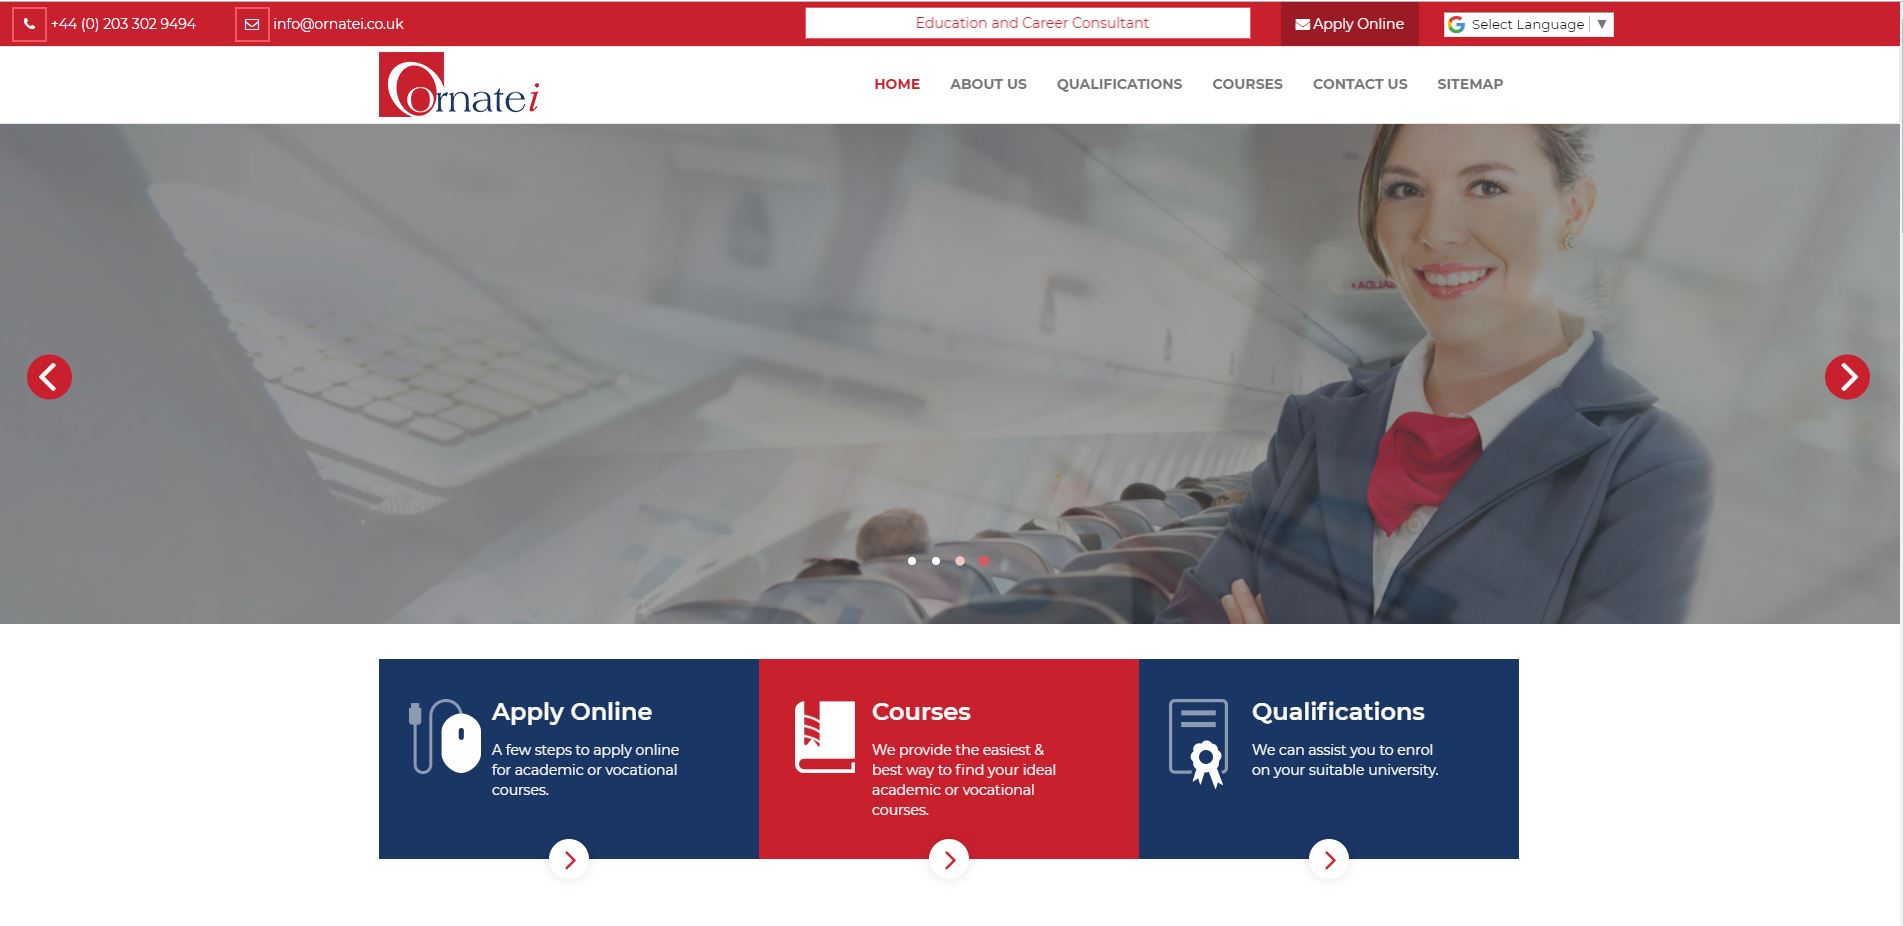 +44 (0) 203 302 9494
info@ornatei.co.uk
Education and Career Consultant
Apply Online
Select Language ▼
Ornate i
HOME
ABOUT US
QUALIFICATIONS
COURSES
CONTACT US
SITEMAP
Apply Online
A few steps to apply online
for academic or vocational
courses.
Courses
We provide the easiest &
best way to find your ideal
academic or vocational
courses.
Qualifications
We can assist you to enrol
on your suitable university.